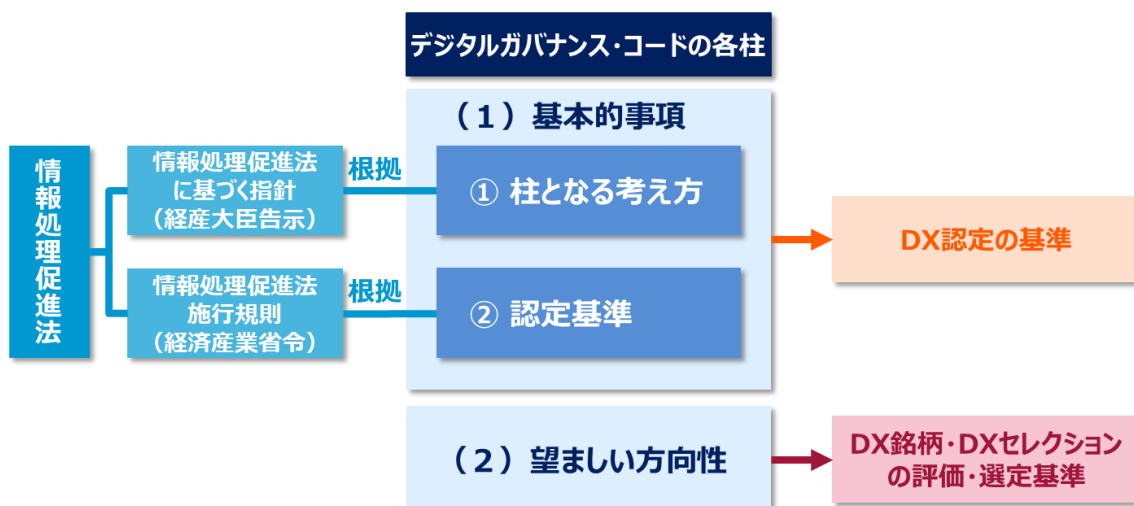 デジタルガバナンス・コードの各柱
（１）基本的事項
情報処理促進法
情報処理促進法
に基づく指針
（経産大臣告示）
根拠
① 柱となる考え方
DX認定の基準
情報処理促進法
施行規則
（経済産業省令）
根拠
② 認定基準
（２）望ましい方向性
DX銘柄・DXセレクション
の評価・選定基準